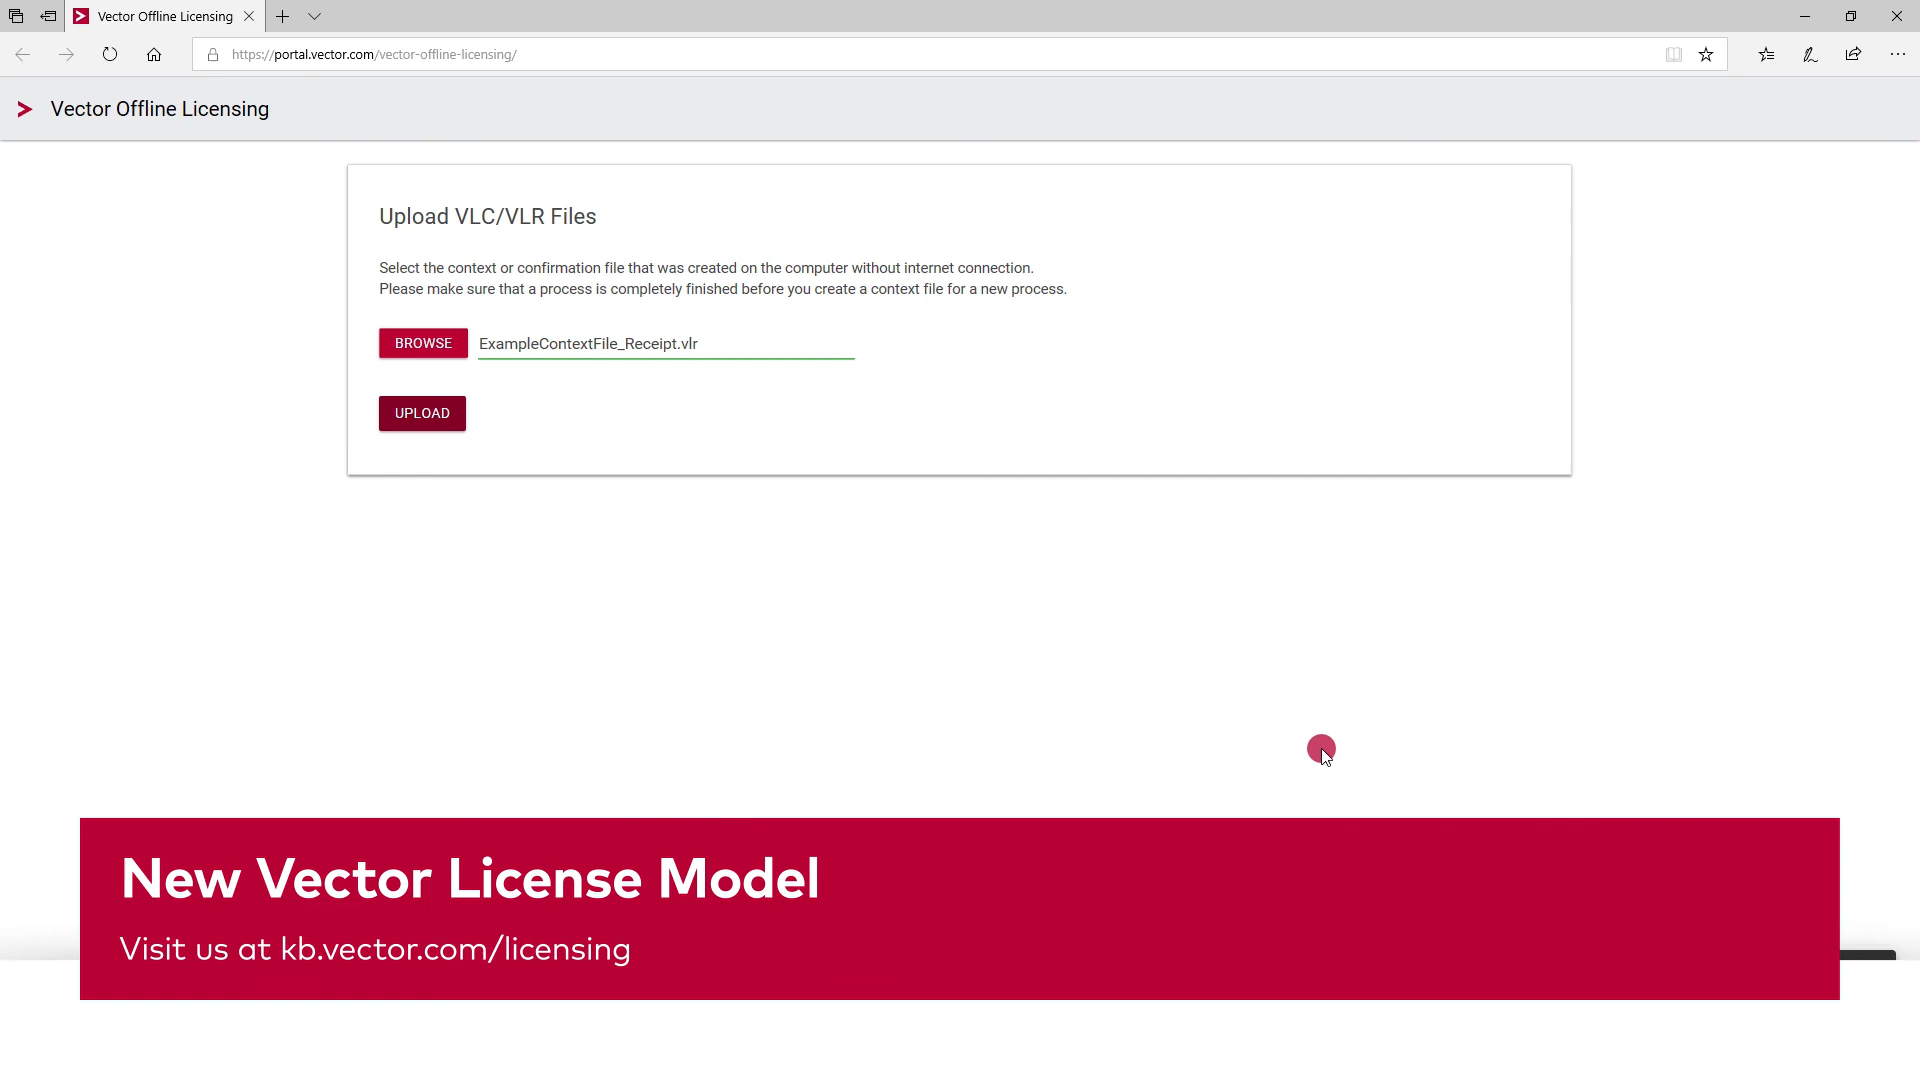 Vector Offline Licensing
https://portal.vector.com/vector-offline-licensing/
Vector Offline Licensing
Upload VLC/VLR Files
Select the context or confirmation file that was created on the computer without internet connection.
Please make sure that a process is completely finished before you create a context file for a new process.
BROWSE ExampleContextFile_Receipt.vlr
UPLOAD
New Vector License Model
Visit us at kb.vector.com/licensing